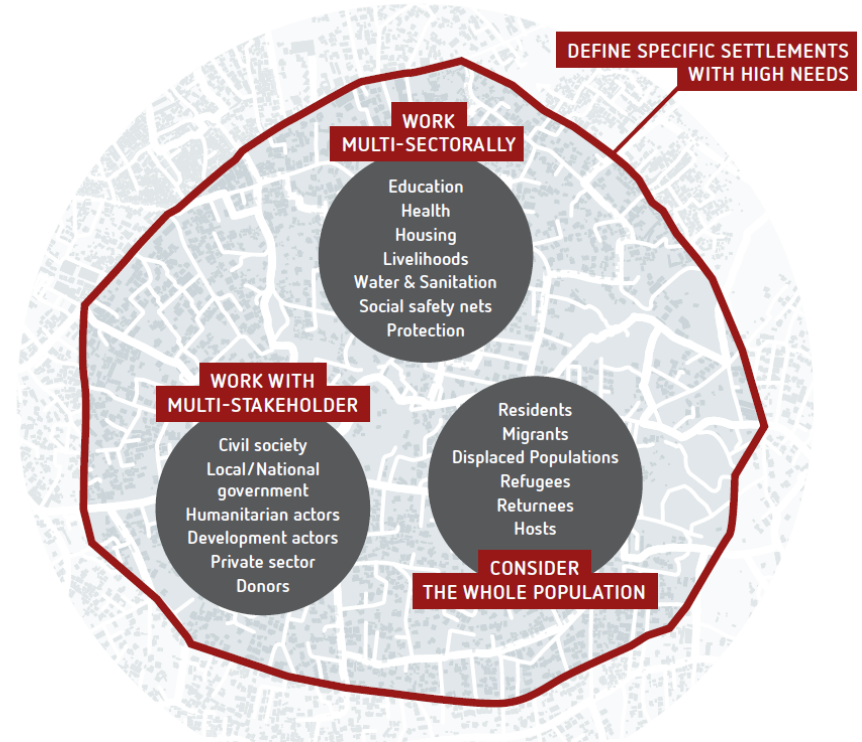 DEFINE SPECIFIC SETTLEMENTS
WITH HIGH NEEDS
WORK
MULTI-SECTORALLY
Education
Health
Housing
Livelihoods
Water & Sanitation
Social safety nets
Protection
WORK WITH
MULTI-STAKEHOLDER
Civil society
Local/National
government
Humanitarian actors
Development actors
Private sector
Donors
Residents
Migrants
Displaced Populations
Refugees
Returnees
Hosts
CONSIDER
THE WHOLE POPULATION